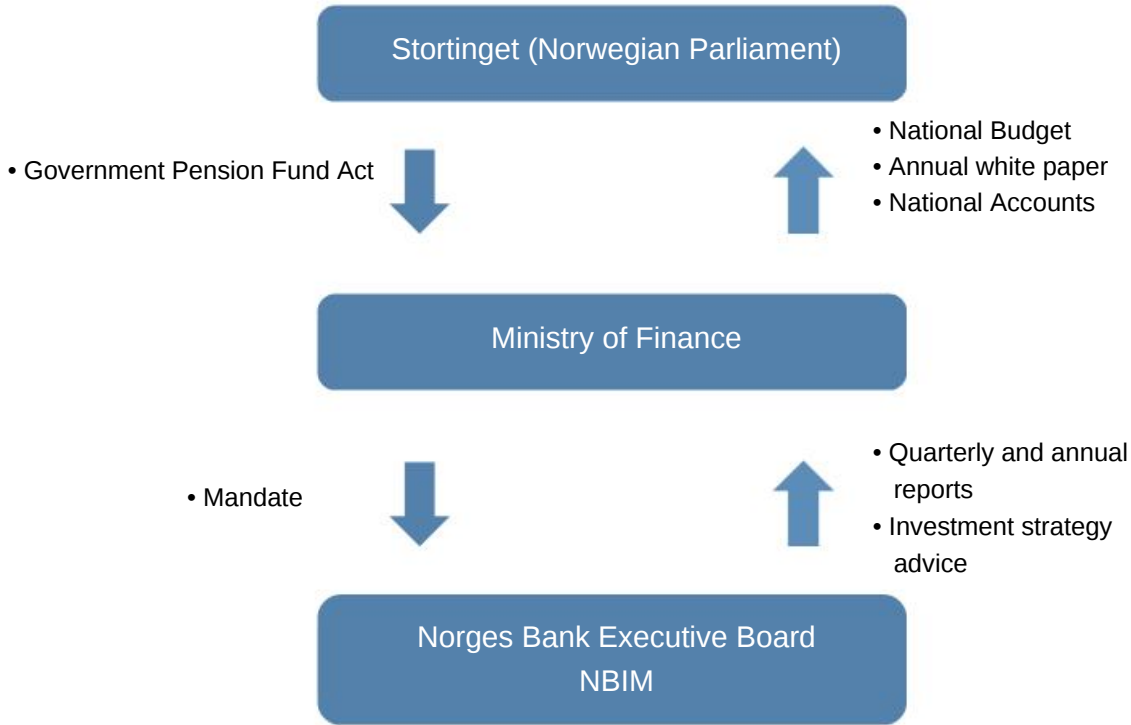 Stortinget (Norwegian Parliament)
• Government Pension Fund Act
• National Budget
• Annual white paper
• National Accounts
Ministry of Finance
• Mandate
• Quarterly and annual
reports
• Investment strategy
advice
Norges Bank Executive Board
NBIM